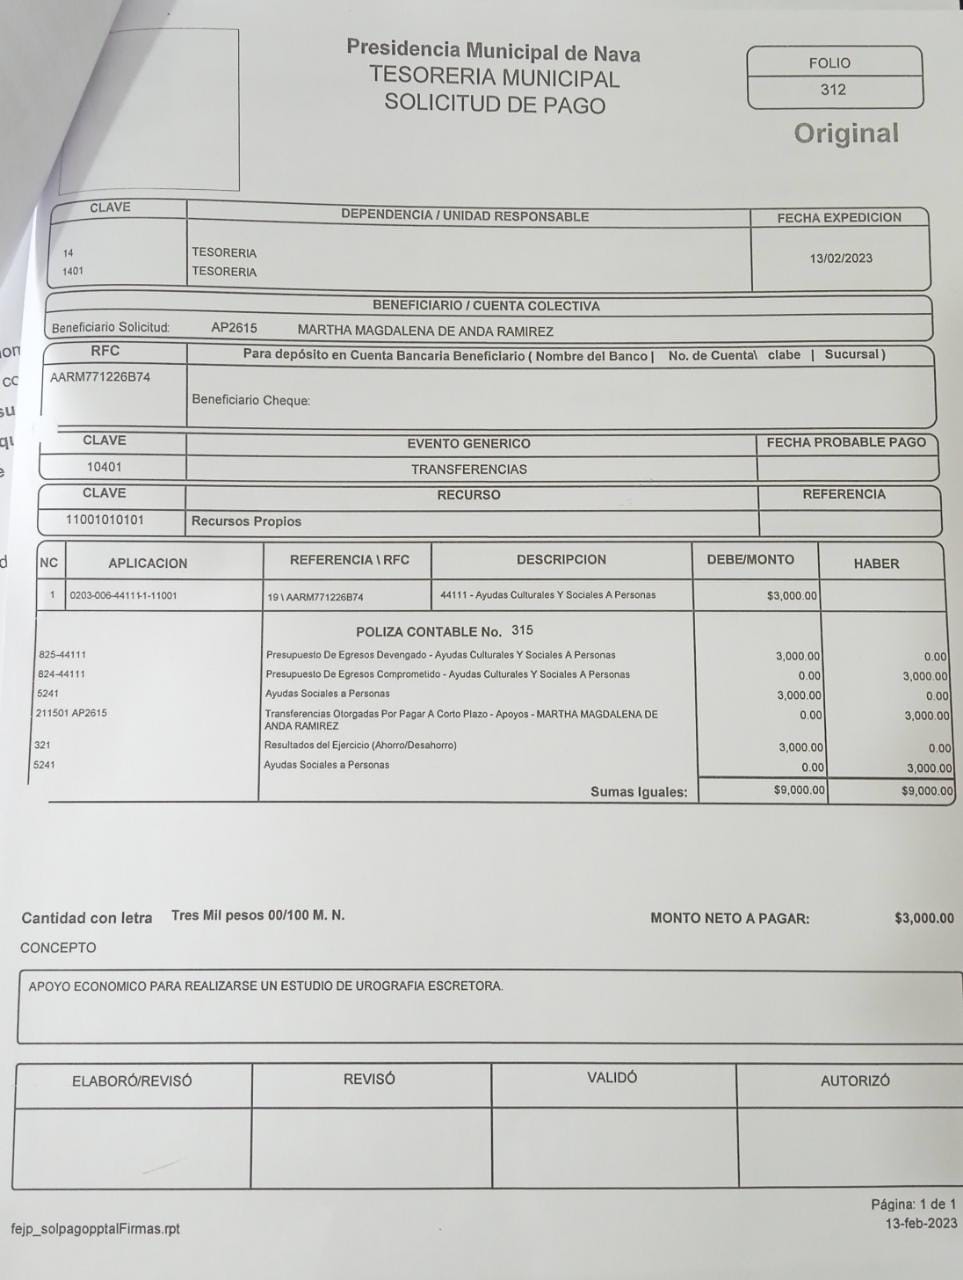 Presidencia Municipal de Nava
TESORERIA MUNICIPAL
SOLICITUD DE PAGO
FOLIO
312
Original
CLAVE DEPENDENCIA / UNIDAD RESPONSABLE FECHA EXPEDICION
14 TESORERIA
1401 TESORERIA
13/02/2023
BENEFICIARIO / CUENTA COLECTIVA
Beneficiario Solicitud: AP2615 MARTHA MAGDALENA DE ANDA RAMIREZ
RFC Para depósito en Cuenta Bancaria Beneficiario ( Nombre del Banco | No. de Cuenta\ clabe | Sucursal )
AARM771226B74
Beneficiario Cheque:
CLAVE EVENTO GENERICO FECHA PROBABLE PAGO
10401 TRANSFERENCIAS
CLAVE RECURSO REFERENCIA
11001010101 Recursos Propios
NC APLICACION REFERENCIA \ RFC DESCRIPCION DEBE/MONTO HABER
1 0203-006-44111-1-11001 19 \ AARM771226B74 44111 - Ayudas Culturales Y Sociales A Personas $3,000.00
POLIZA CONTABLE No. 315
825-44111 Presupuesto De Egresos Devengado - Ayudas Culturales Y Sociales A Personas 3,000.00 0.00
824-44111 Presupuesto De Egresos Comprometido - Ayudas Culturales Y Sociales A Personas 0.00 3,000.00
5241 Ayudas Sociales a Personas 3,000.00 0.00
211501 AP2615 Transferencias Otorgadas Por Pagar A Corto Plazo - Apoyos - MARTHA MAGDALENA DE 0.00 3,000.00
ANDA RAMIREZ
321 Resultados del Ejercicio (Ahorro/Desahorro) 3,000.00 0.00
5241 Ayudas Sociales a Personas 0.00 3,000.00
Sumas Iguales: $9,000.00 $9,000.00
Cantidad con letra Tres Mil pesos 00/100 M. N. MONTO NETO A PAGAR: $3,000.00
CONCEPTO
APOYO ECONOMICO PARA REALIZARSE UN ESTUDIO DE UROGRAFIA ESCRETORA.
ELABORÓ/REVISÓ REVISÓ VALIDÓ AUTORIZÓ
Página: 1 de 1
fejp_solpagopptalFirmas.rpt 13-feb-2023